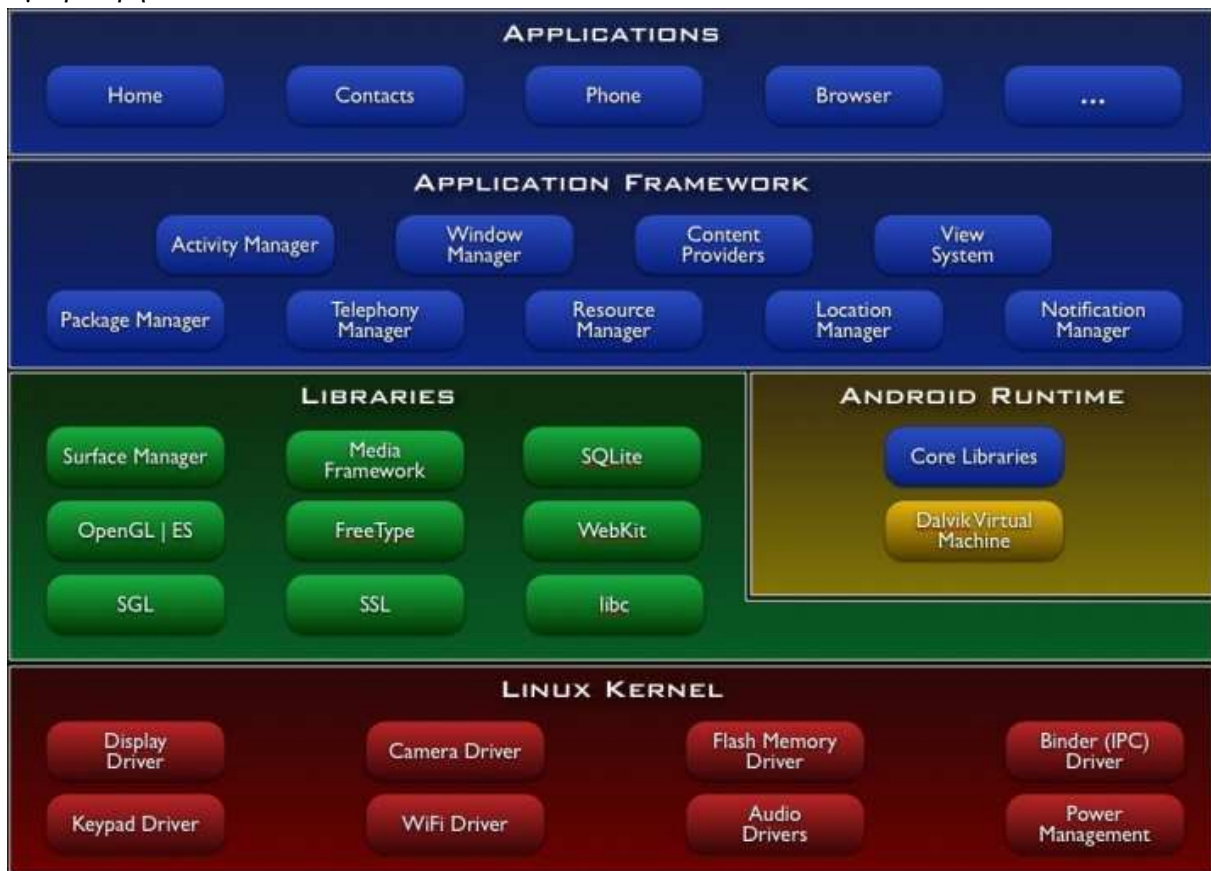 APPLICATIONS
Home
Contacts
Phone
Browser
...
APPLICATION FRAMEWORK
Activity Manager
Window
Manager
Content
Providers
View
System
Package Manager
Telephony
Manager
Resource
Manager
Location
Manager
Notification
Manager
LIBRARIES
Surface Manager
Media
Framework
SQLite
OpenGL | ES
FreeType
WebKit
SGL
SSL
libc
ANDROID RUNTIME
Core Libraries
Dalvik Virtual
Machine
LINUX KERNEL
Display
Driver
Camera Driver
Flash Memory
Driver
Binder (IPC)
Driver
Keypad Driver
WiFi Driver
Audio
Drivers
Power
Management